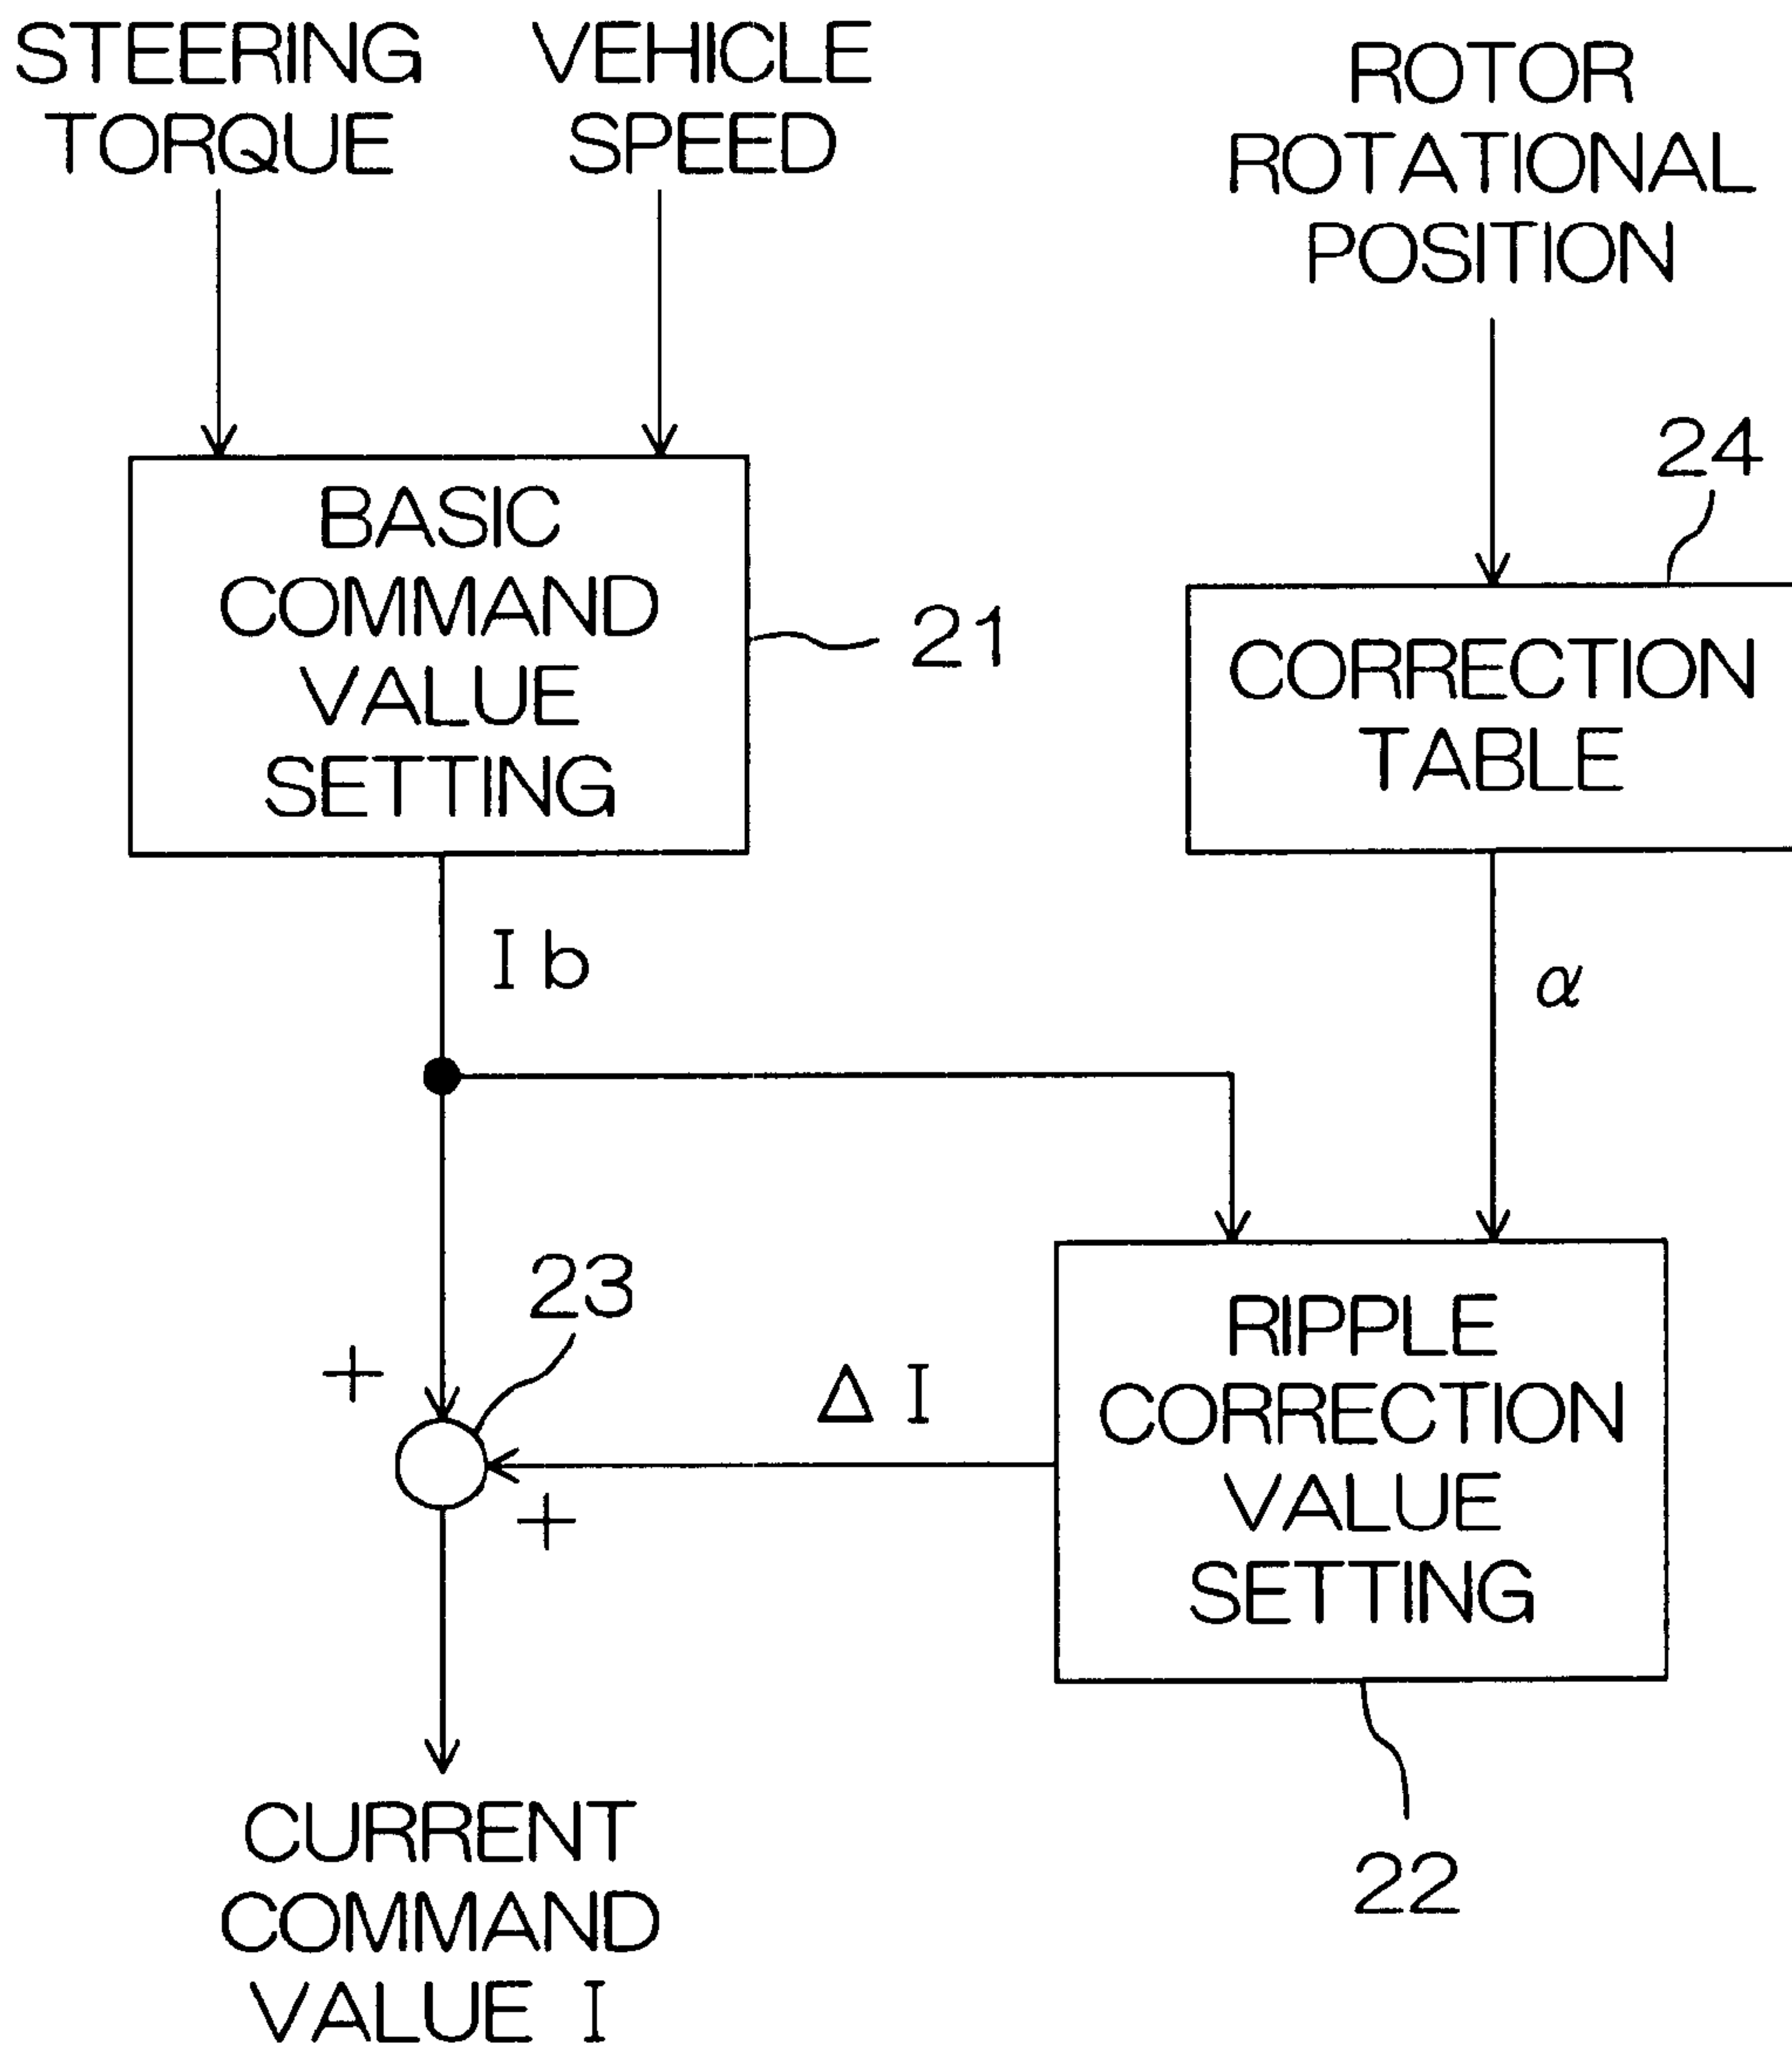 STEERING
TORQUE
VEHICLE
SPEED
ROTOR
ROTATIONAL
POSITION
24
BASIC
COMMAND
VALUE
SETTING
21
CORRECTION
TABLE
Ib
α
23
+
ΔI
+
RIPPLE
CORRECTION
VALUE
SETTING
22
CURRENT
COMMAND
VALUE I